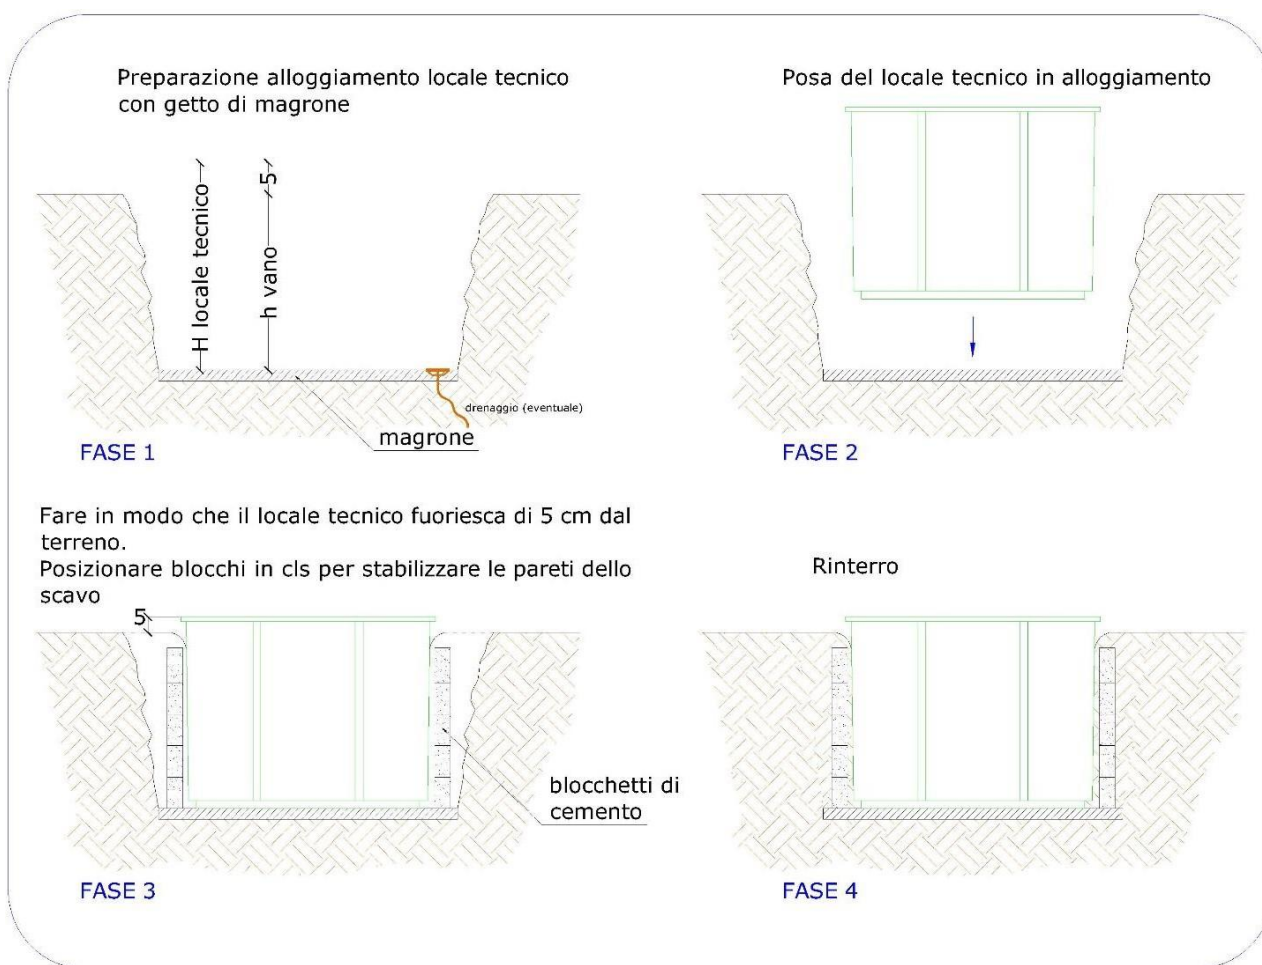 Preparazione alloggiamento locale tecnico
con getto di magrone
H locale tecnico
h vano
5
drenaggio (eventuale)
magrone
FASE 1
Posa del locale tecnico in alloggiamento
FASE 2
Fare in modo che il locale tecnico fuoriesca di 5 cm dal
terreno.
Posizionare blocchi in cls per stabilizzare le pareti dello
scavo
5
blocchetti di
cemento
FASE 3
Rinterro
FASE 4